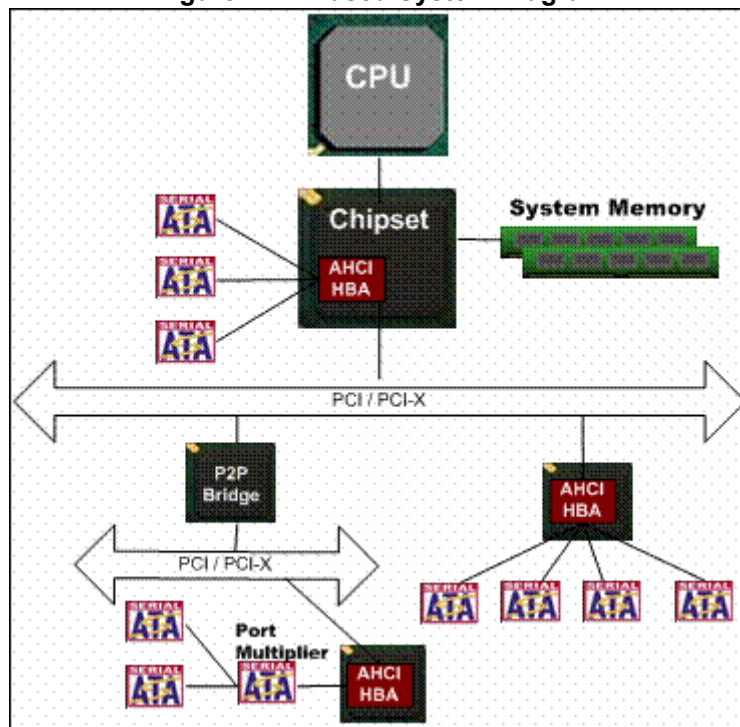 CPU
Chipset
System Memory
AHCI
HBA
SERIAL
ATA
SERIAL
ATA
SERIAL
ATA
PCI / PCI-X
P2P
Bridge
AHCI
HBA
PCI / PCI-X
SERIAL
ATA
SERIAL
ATA
SERIAL
ATA
SERIAL
ATA
SERIAL
ATA
Port
Multiplier
SERIAL
ATA
SERIAL
ATA
AHCI
HBA